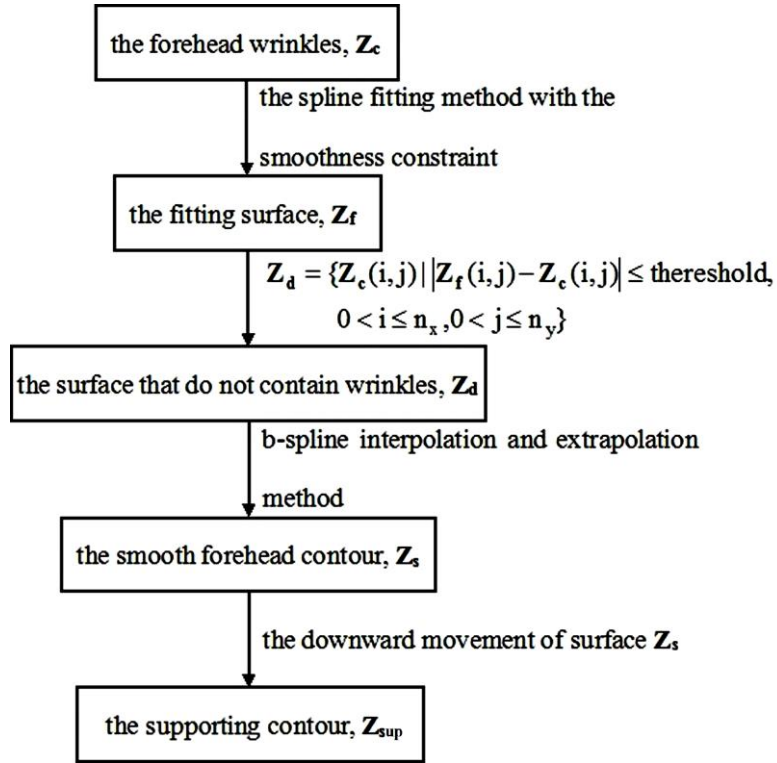 the forehead wrinkles, Zc
the spline fitting method with the
smoothness constraint
the fitting surface, Zf
Zd = {Zc(i,j) | |Zf(i,j) − Zc(i,j)| ≤ thereshold,
0 < i ≤ nx, 0 < j ≤ ny}
the surface that do not contain wrinkles, Zd
b-spline interpolation and extrapolation
method
the smooth forehead contour, Zs
the downward movement of surface Zs
the supporting contour, Zsup